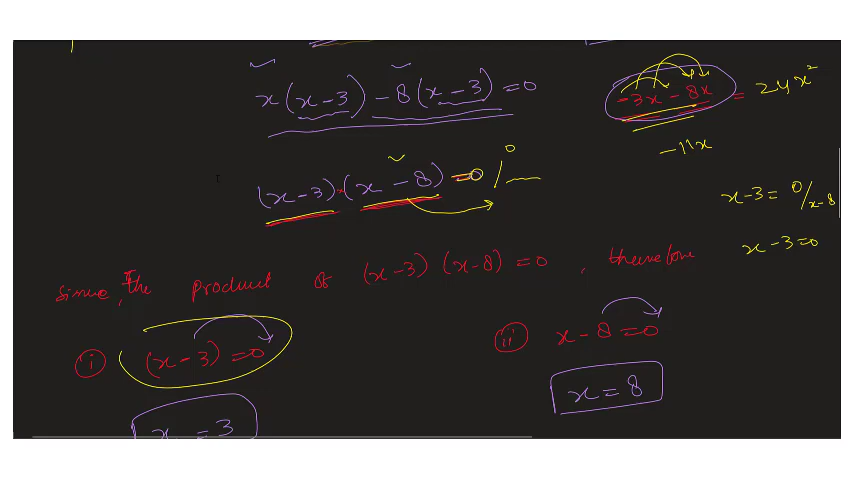 x(x-3) -8(x-3) = 0
-3x - 8x = 24x²
-11x
(x-3)·(x-8) = 0 / 0
x-3 = 0/x-8
x-3=0
Since, the product of (x-3) (x-8) = 0, therefore
i (x-3) = 0
ii x-8 = 0
x = 8
x = 3